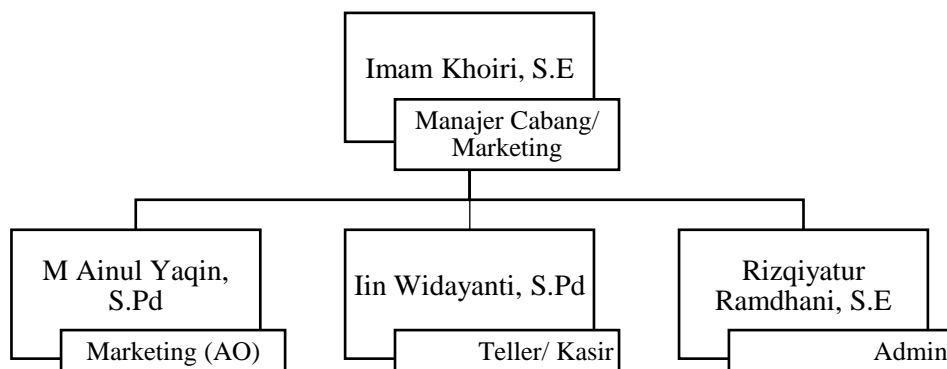 Imam Khoiri, S.E
Manajer Cabang/
Marketing
M Ainul Yaqin,
S.Pd
Marketing (AO)
Iin Widayanti, S.Pd
Teller/ Kasir
Rizqiyatur
Ramdhani, S.E
Admin